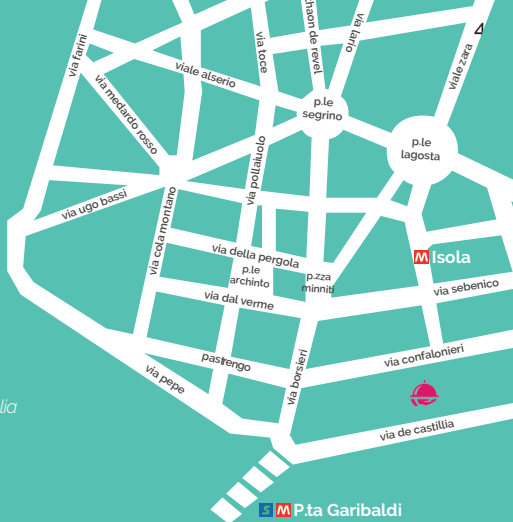 chaon de revel
via lario
via farini
via toce
viale zara
viale alserio
via medardo rosso
p.le
segrino
p.le
lagosta
via pollaiuolo
via ugo bassi
via cola montano
via della pergola
p.le
archinto
p.zza
minniti
M Isola
via sebenico
via dal verme
pastrengo
via pepe
via borsieri
via confalonieri
lia
via de castillia
S M P.ta Garibaldi